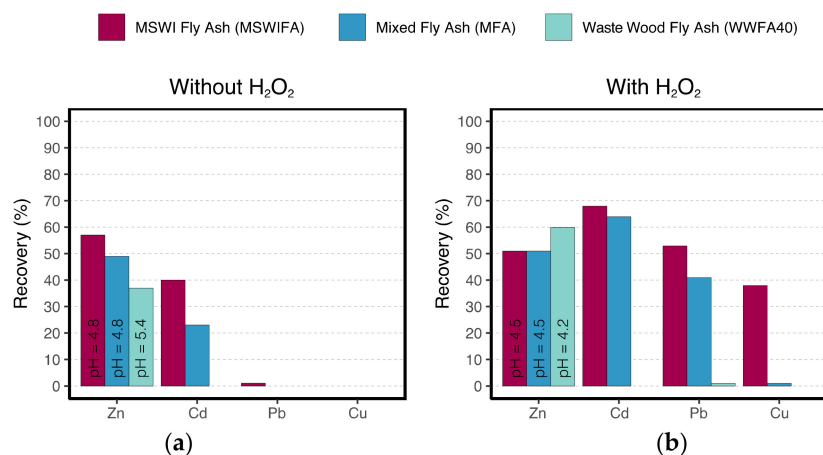 MSWI Fly Ash (MSWIFA) Mixed Fly Ash (MFA) Waste Wood Fly Ash (WWFA40)
Without H₂O₂
Recovery (%)
100
90
80
70
60
50
40
30
20
10
0
pH = 4.8
pH = 4.8
pH = 5.4
Zn Cd Pb Cu
(a)
With H₂O₂
Recovery (%)
100
90
80
70
60
50
40
30
20
10
0
pH = 4.5
pH = 4.5
pH = 4.2
Zn Cd Pb Cu
(b)